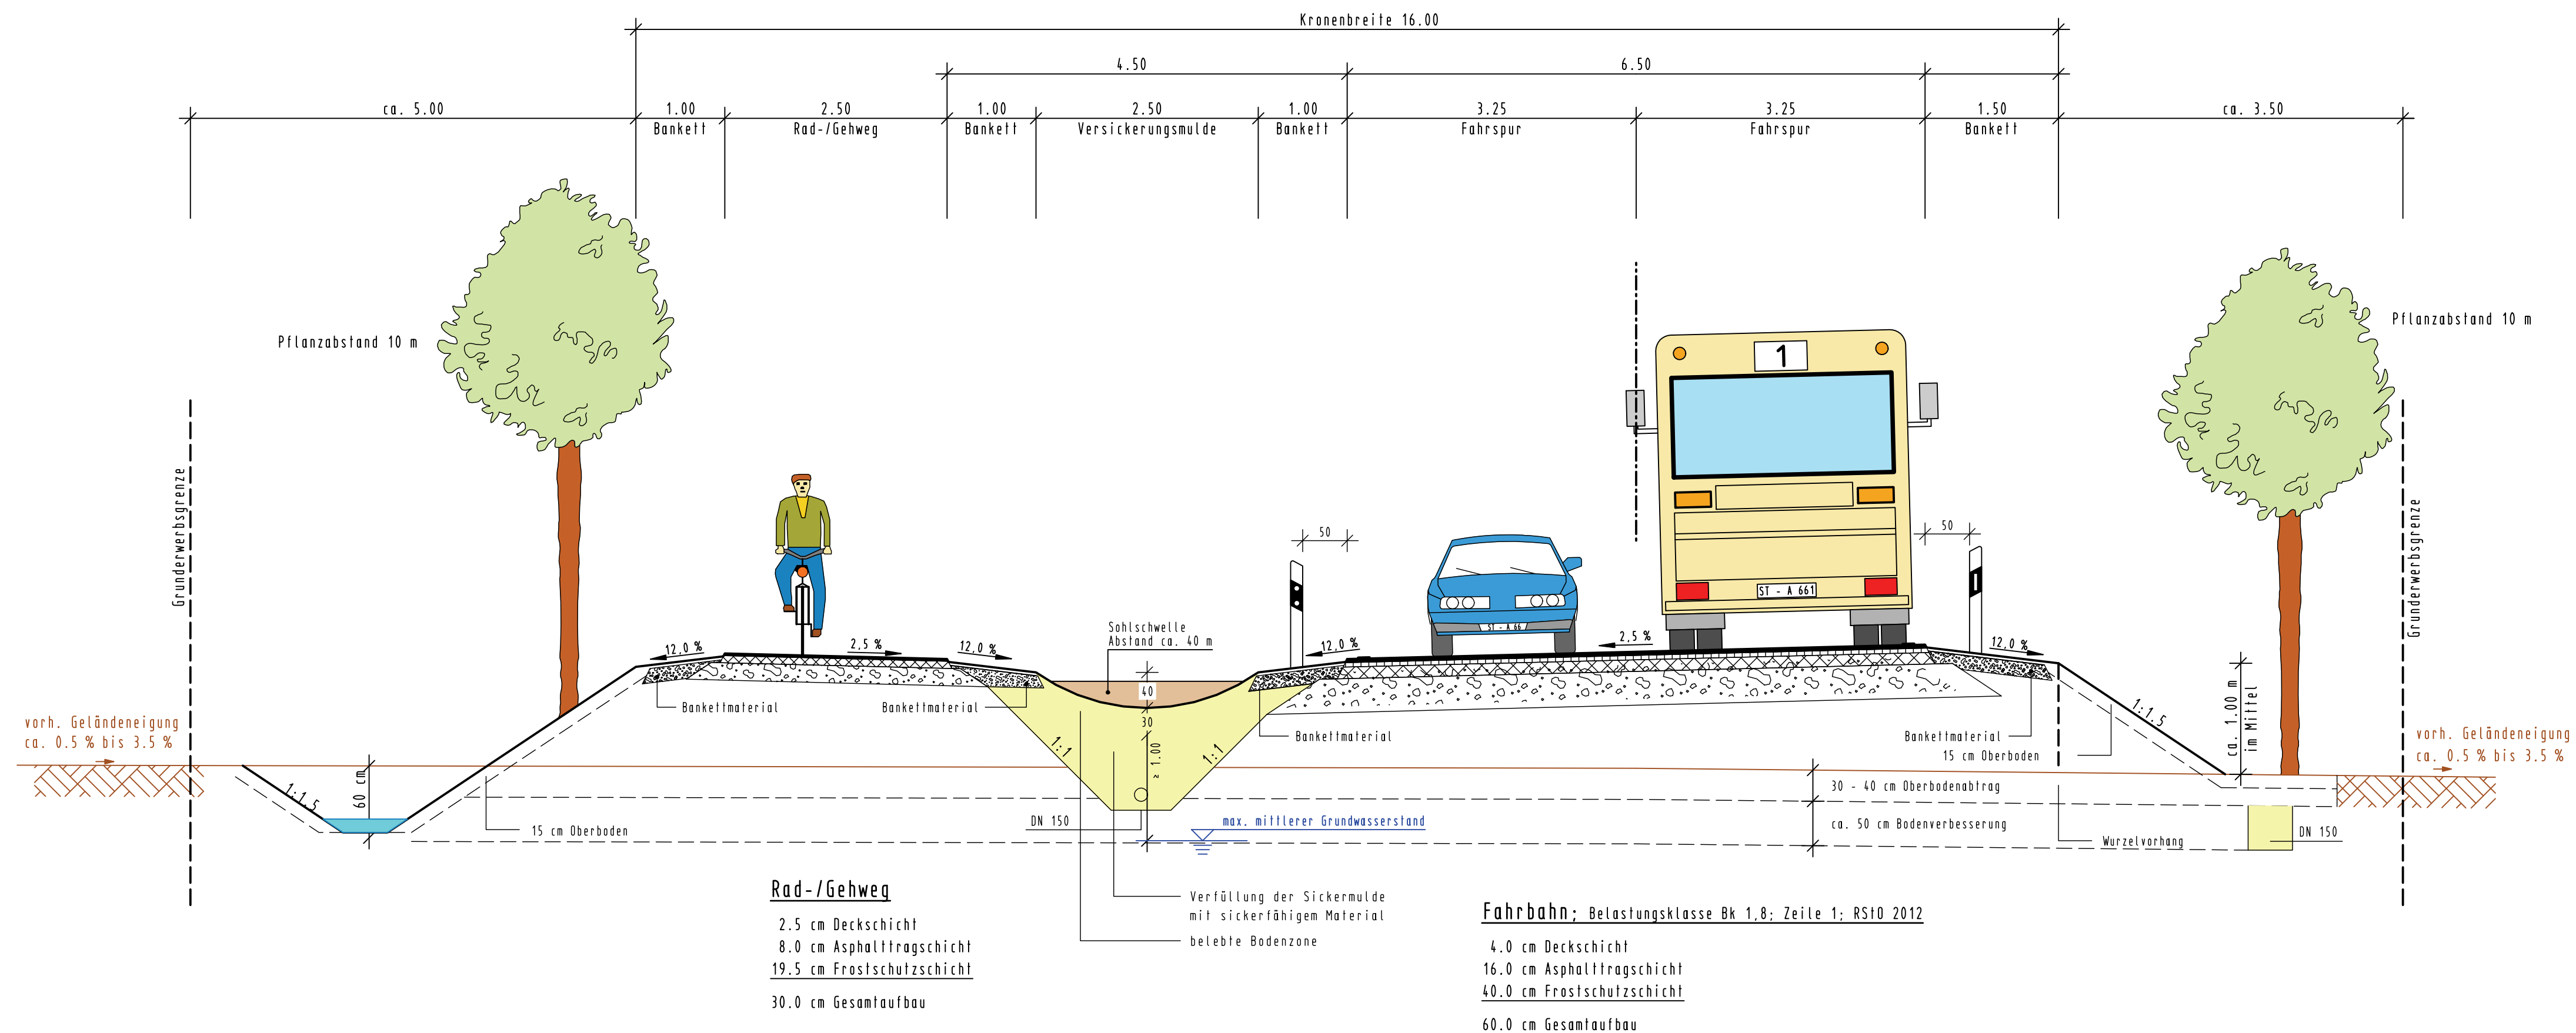 Kronenbreite 16.00
4.50
6.50
ca. 5.00
1.00
2.50
1.00
2.50
1.00
3.25
3.25
1.50
ca. 3.50
Bankett
Rad-/Gehweg
Bankett
Versickerungsmulde
Bankett
Fahrspur
Fahrspur
Bankett
Pflanzabstand 10 m
Pflanzabstand 10 m
1
Grunderwerbsgrenze
Grunderwerbsgrenze
50
50
ST - A 661
ST - A 66
Sohlschwelle
Abstand ca. 40 m
12,0 %
2,5 %
12,0 %
12,0 %
2,5 %
12,0 %
40
30
≈ 1.00
1:1
1:1
Bankettmaterial
Bankettmaterial
Bankettmaterial
Bankettmaterial
15 cm Oberboden
1:1.5
ca. 1.00 m
im Mittel
vorh. Geländeneigung
ca. 0.5 % bis 3.5 %
vorh. Geländeneigung
ca. 0.5 % bis 3.5 %
1:1.5
60 cm
15 cm Oberboden
DN 150
max. mittlerer Grundwasserstand
30 - 40 cm Oberbodenabtrag
ca. 50 cm Bodenverbesserung
Wurzelvorhang
DN 150
Verfüllung der Sickermulde
mit sickerfähigem Material
belebte Bodenzone
Rad-/Gehweg
2.5 cm Deckschicht
8.0 cm Asphalttragschicht
19.5 cm Frostschutzschicht
30.0 cm Gesamtaufbau
Fahrbahn; Belastungsklasse Bk 1,8; Zeile 1; RStO 2012
4.0 cm Deckschicht
16.0 cm Asphalttragschicht
40.0 cm Frostschutzschicht
60.0 cm Gesamtaufbau